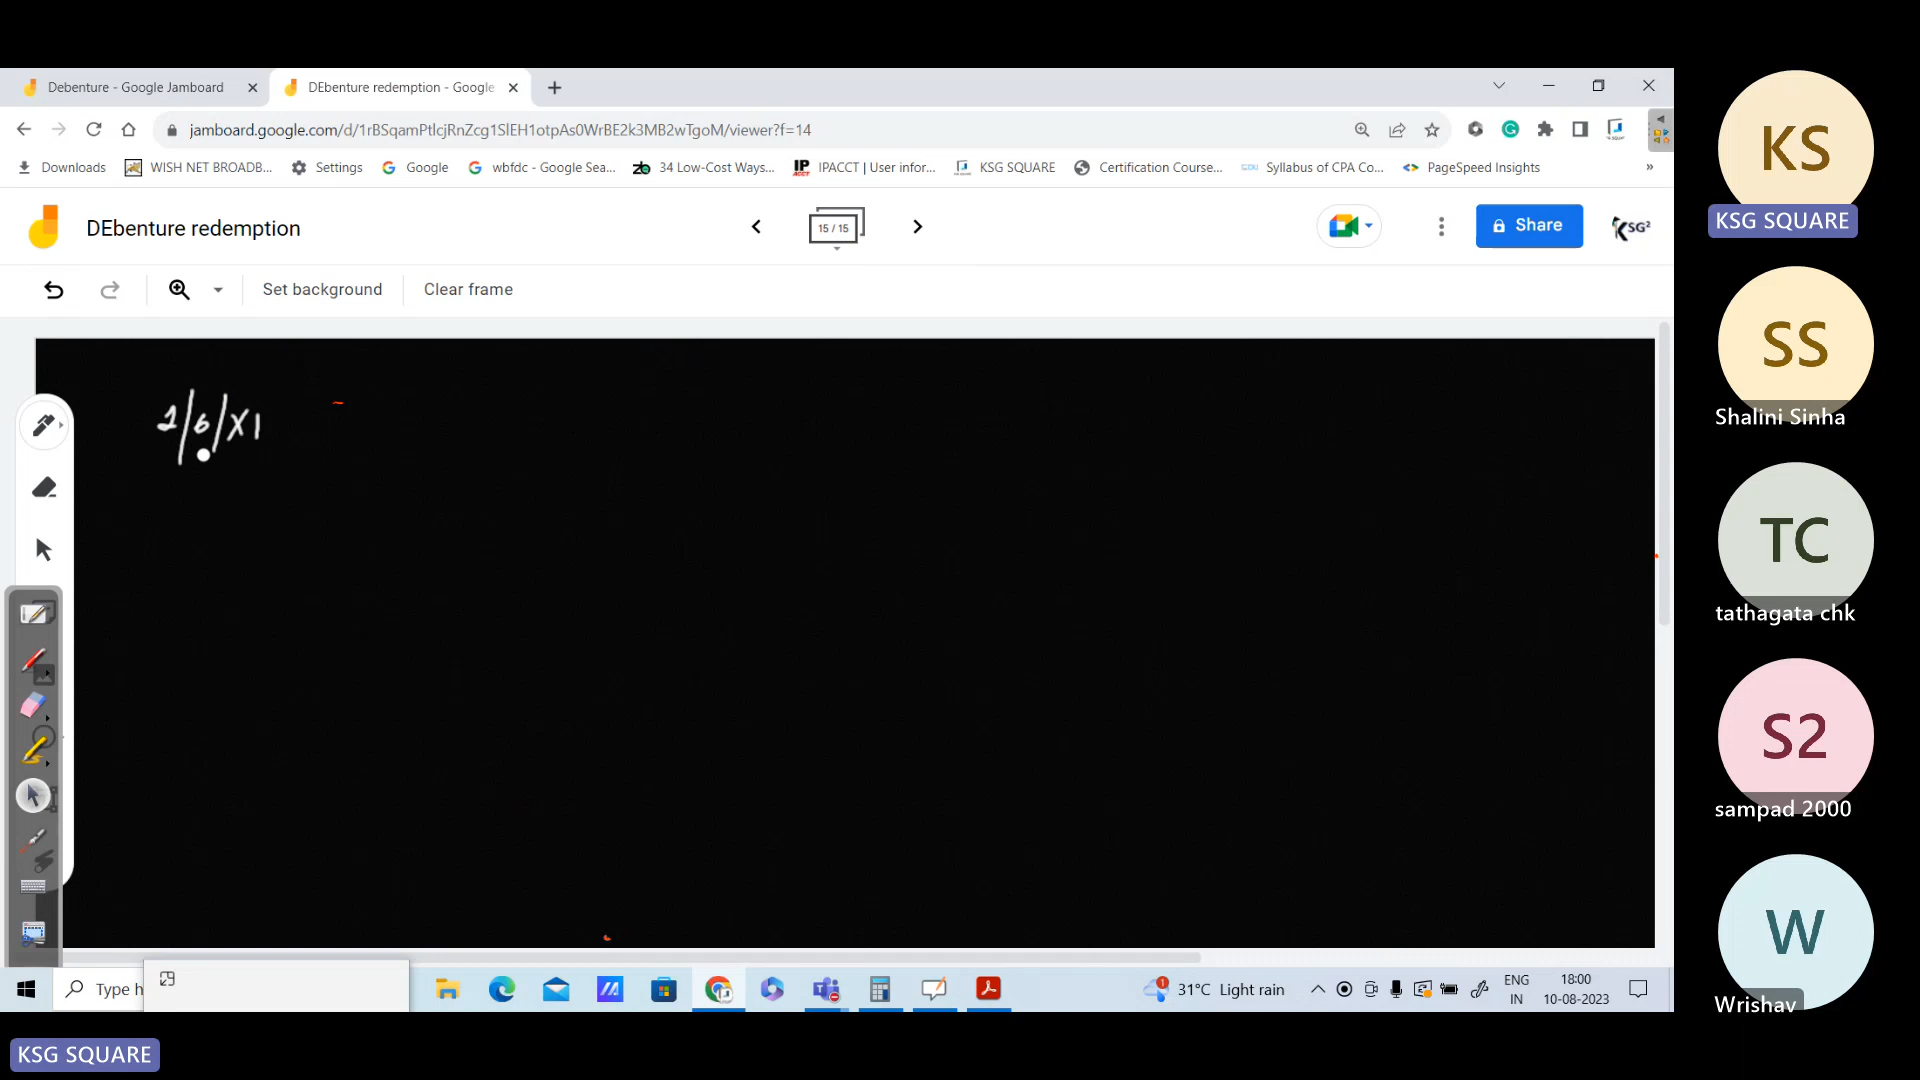 Debenture - Google Jamboard
DEbenture redemption - Google
jamboard.google.com/d/1rBSqamPtlcjRnZcg1SlEH1otpAs0WrBE2k3MB2wTgoM/viewer?f=14
Downloads
WISH NET BROADB...
Settings
Google
wbfdc - Google Sea...
34 Low-Cost Ways...
IPACCT | User infor...
KSG SQUARE
Certification Course...
Syllabus of CPA Co...
PageSpeed Insights
»
DEbenture redemption
15 / 15
Share
KSG²
Set background
Clear frame
1/6/X1
Type h
31°C Light rain
ENG
IN
18:00
10-08-2023
KS
KSG SQUARE
SS
Shalini Sinha
TC
tathagata chk
S2
sampad 2000
W
Wrishav
KSG SQUARE